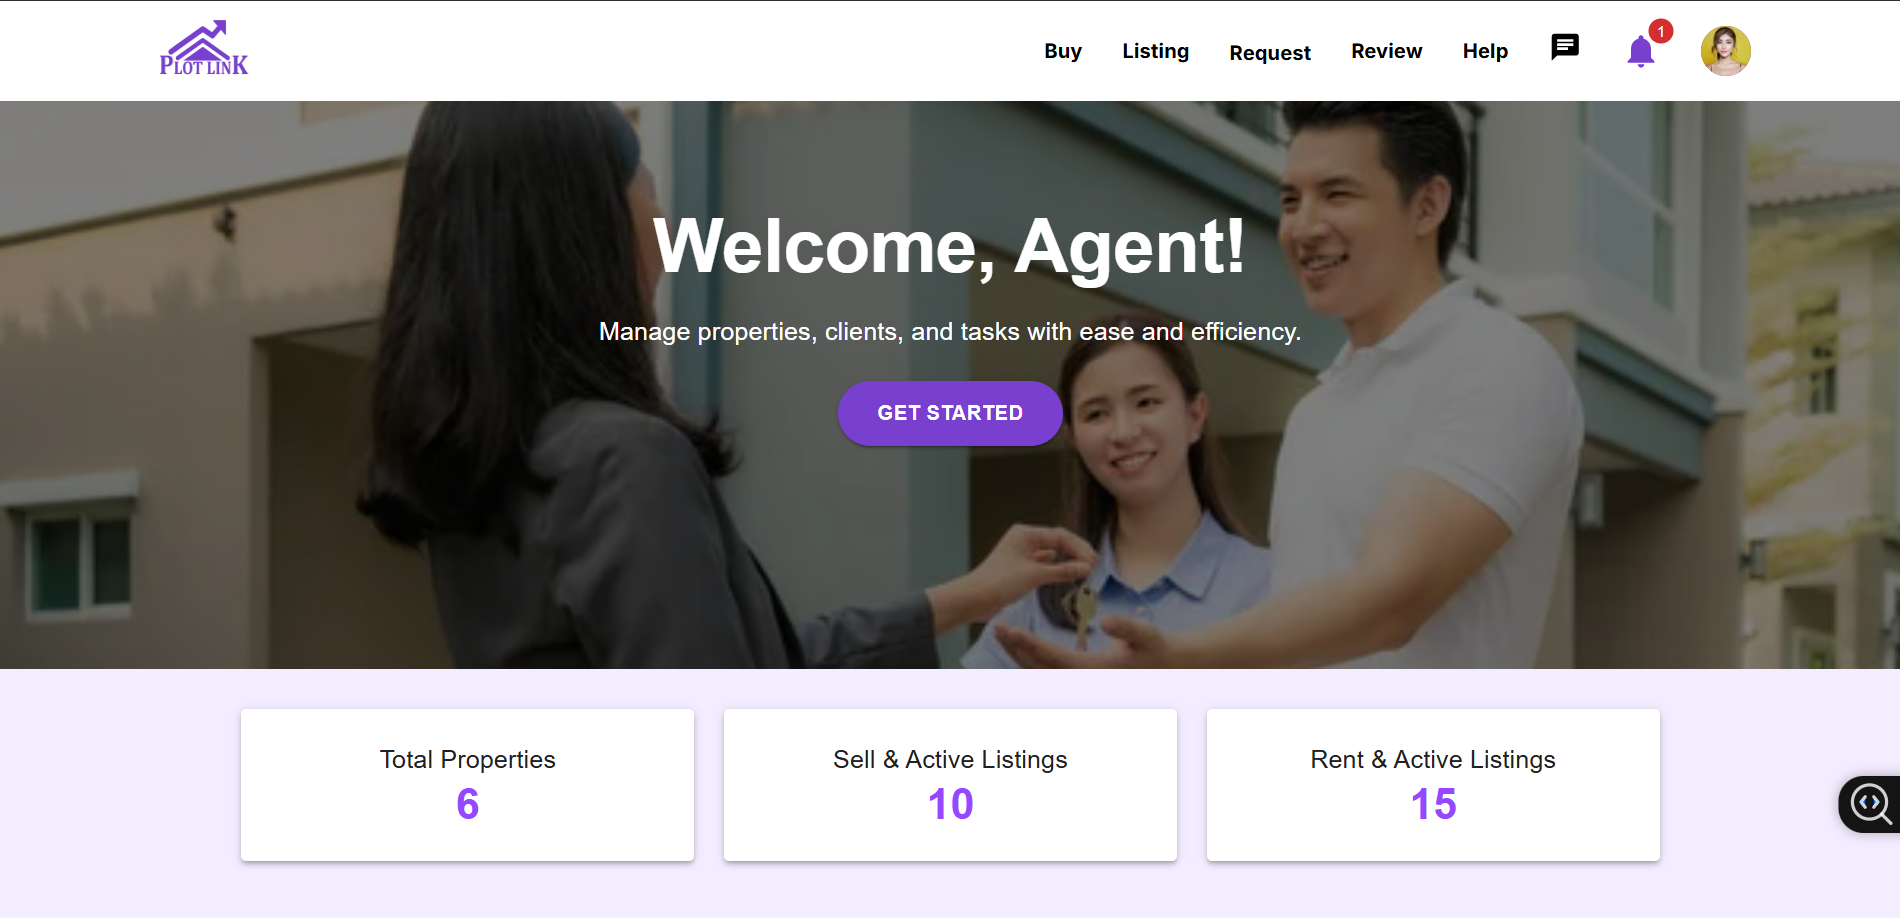 PLOT LINK
Buy Listing Request Review Help
1
Welcome, Agent!
Manage properties, clients, and tasks with ease and efficiency.
GET STARTED
Total Properties
6
Sell & Active Listings
10
Rent & Active Listings
15